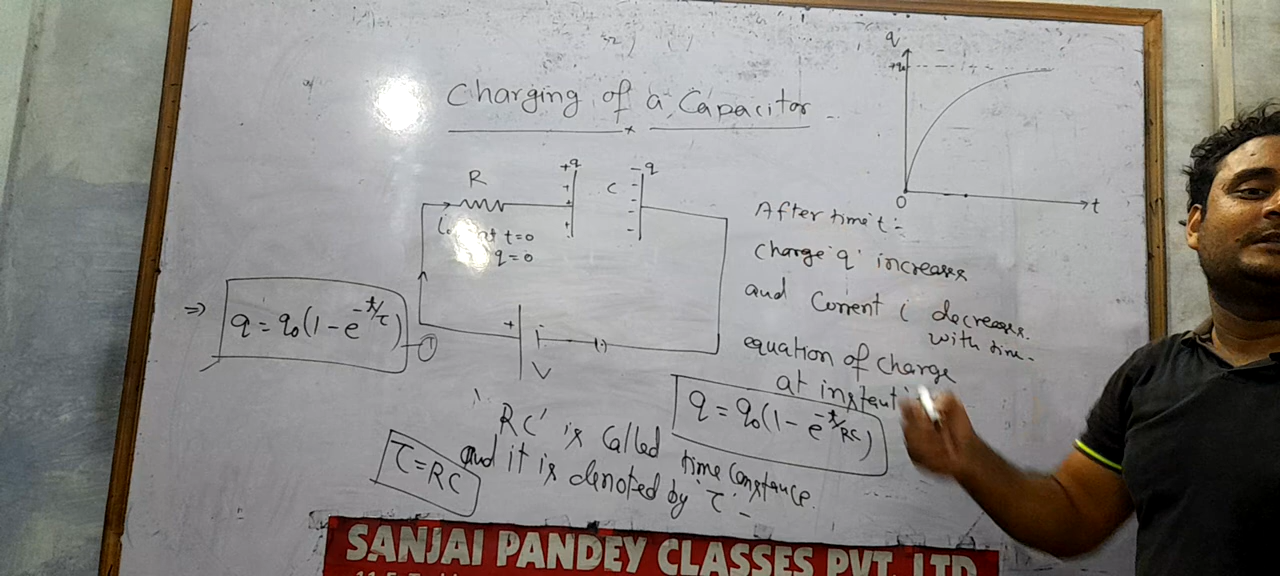 Charging of a Capacitor
q
+q₀
0
t
R
+q
C
-q
t=0
q=0
+
-
V
After time 't':-
Charge 'q' increases
and Current i decreases
with time.
equation of charge
at instant
q = q₀(1-e^-t/RC)
⇒ q = q₀(1-e^-t/τ) ①
'RC' is called time constance
and it is denoted by 'τ' -
τ=RC
SANJAI PANDEY CLASSES PVT. LTD